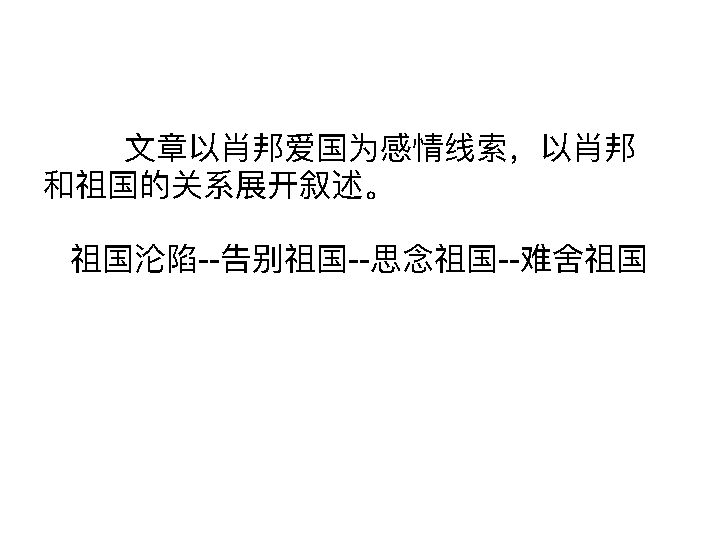 文章以肖邦爱国为感情线索，以肖邦
和祖国的关系展开叙述。
祖国沦陷--告别祖国--思念祖国--难舍祖国